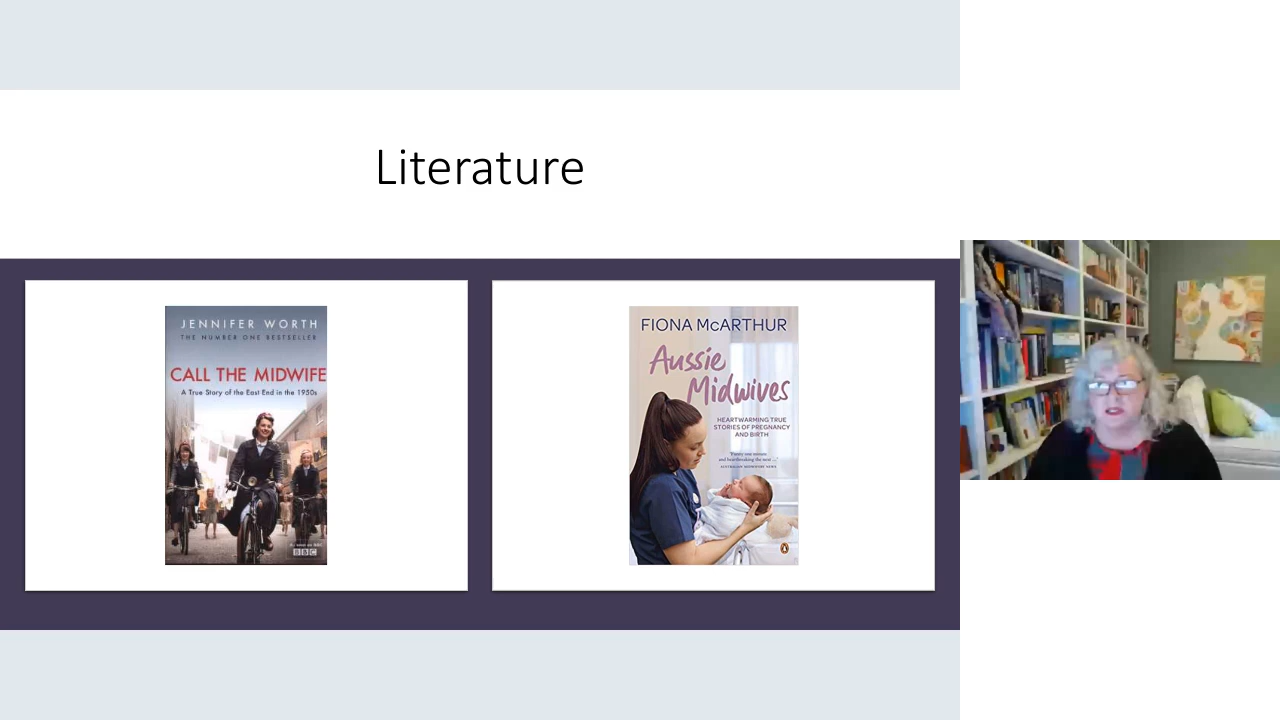 Literature
JENNIFER WORTH
THE NUMBER ONE BESTSELLER
CALL THE MIDWIFE
A True Story of the East End in the 1950s
BBC
FIONA McARTHUR
Aussie
Midwives
HEARTWARMING TRUE
STORIES OF PREGNANCY
AND BIRTH